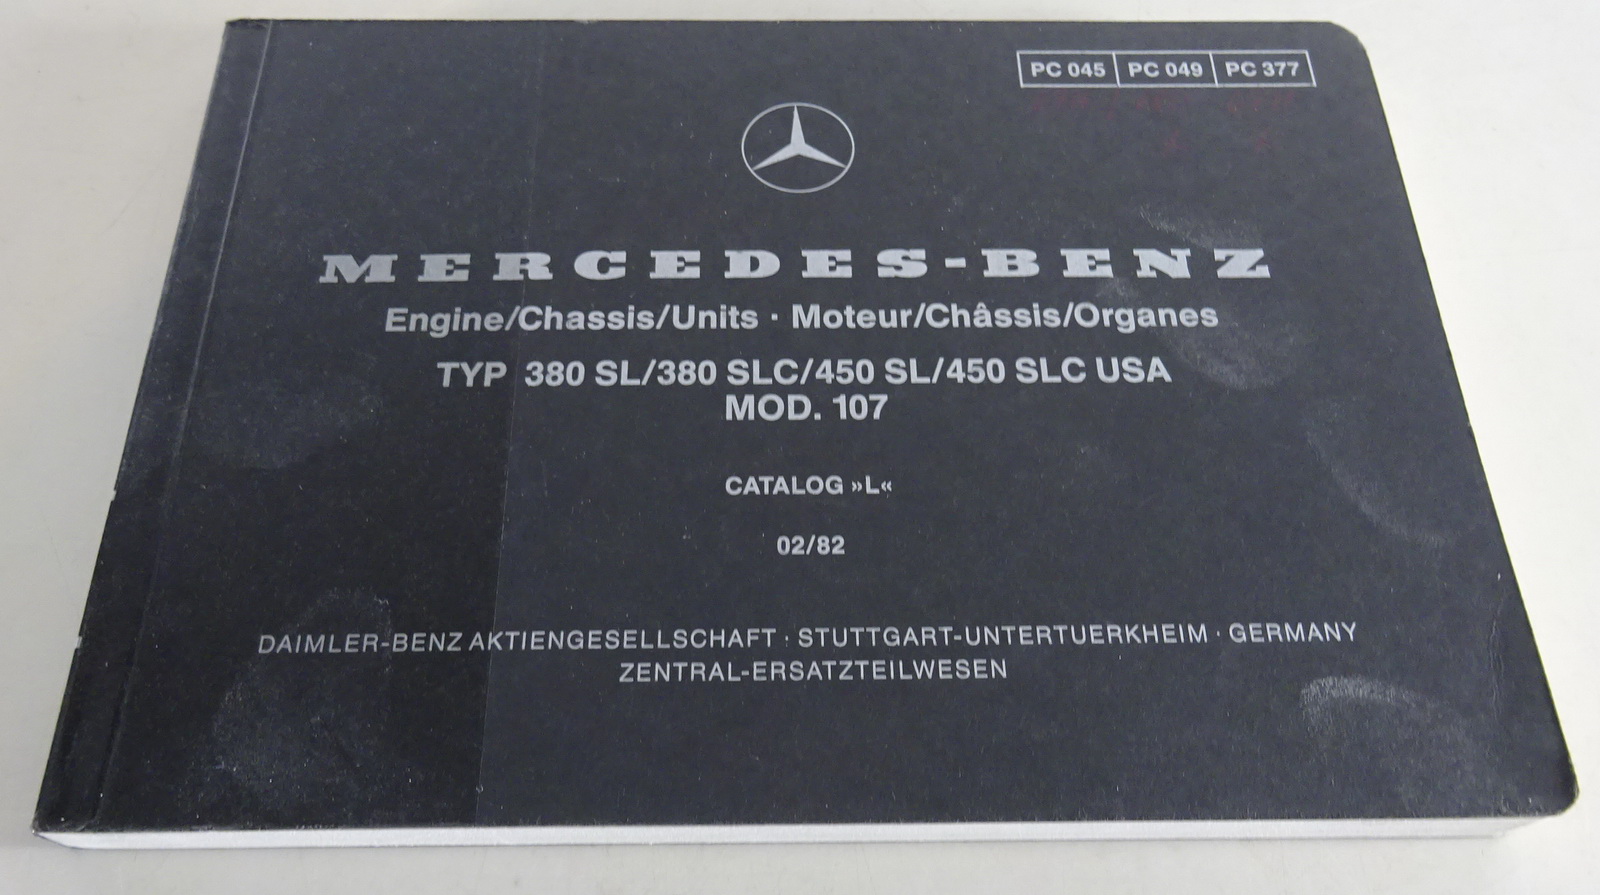 PC 045 PC 049 PC 377
MERCEDES-BENZ
Engine/Chassis/Units · Moteur/Châssis/Organes
TYP 380 SL/380 SLC/450 SL/450 SLC USA
MOD. 107
CATALOG »L«
02/82
DAIMLER-BENZ AKTIENGESELLSCHAFT · STUTTGART-UNTERTUERKHEIM · GERMANY
ZENTRAL-ERSATZTEILWESEN